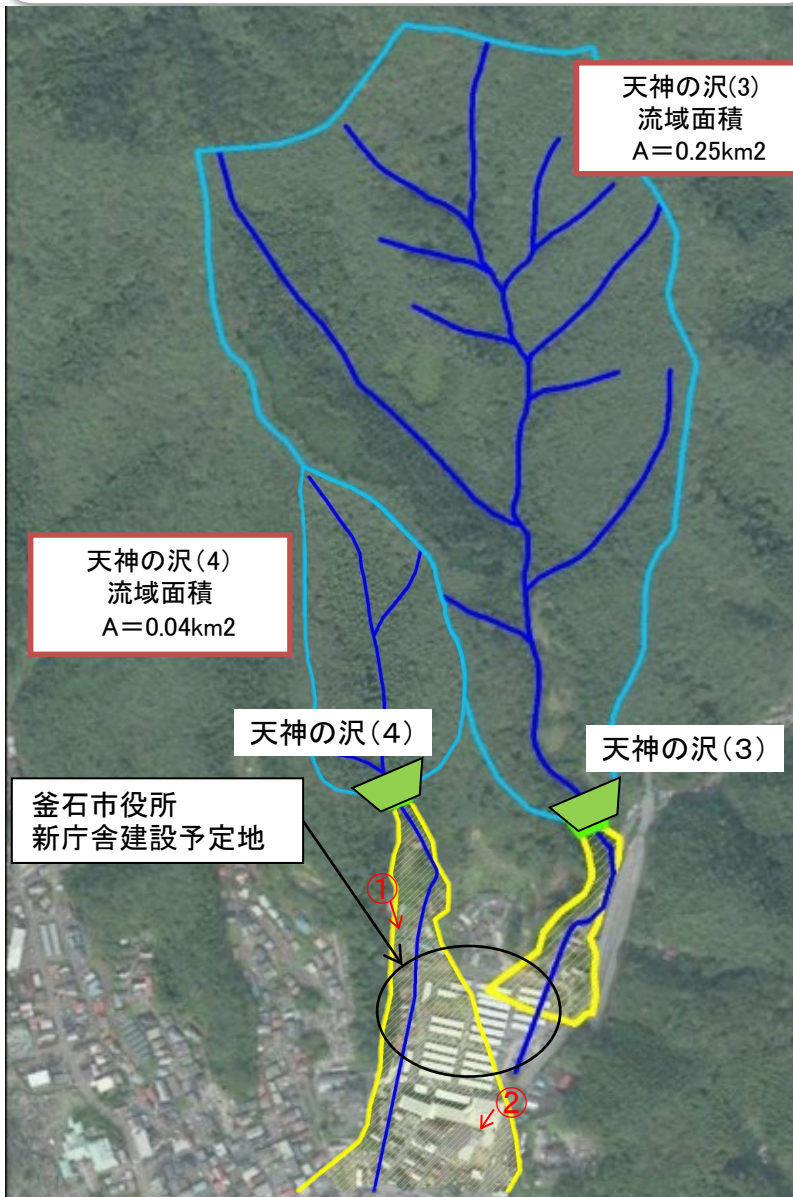 天神の沢(3)
流域面積
A=0.25km2
天神の沢(4)
流域面積
A=0.04km2
天神の沢(4)
天神の沢(3)
釜石市役所
新庁舎建設予定地
①
②